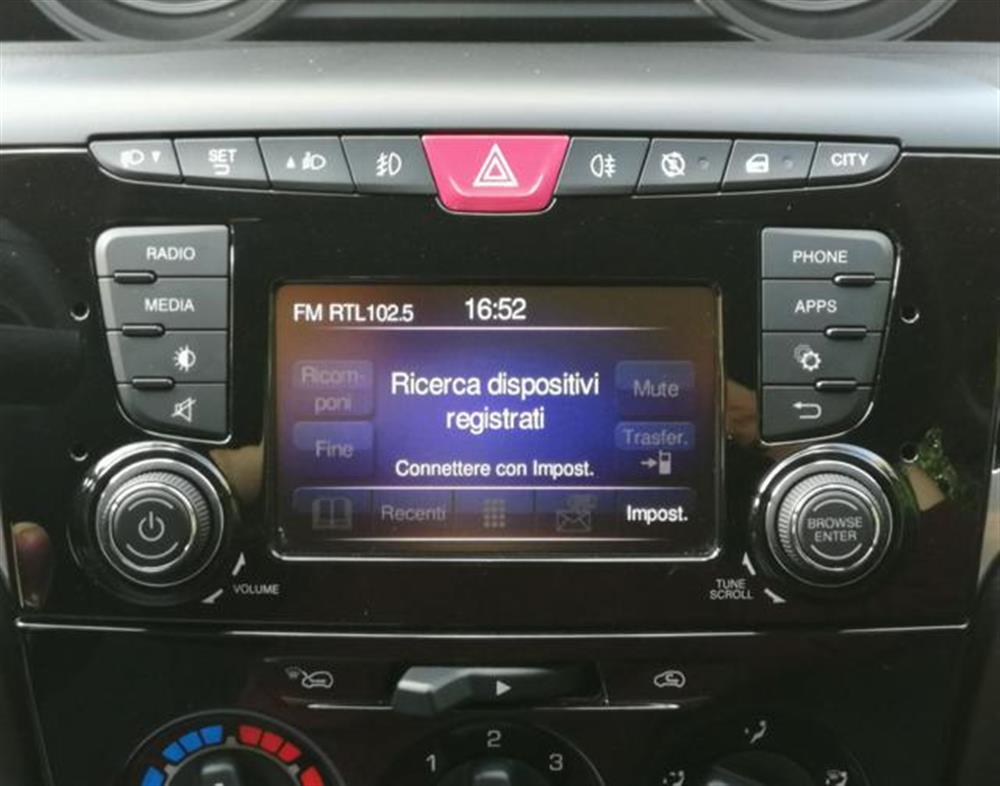 SET
CITY
RADIO
MEDIA
PHONE
APPS
FM RTL102.5 16:52
Ricom-
poni
Ricerca dispositivi
registrati
Mute
Fine
Trasfer.
Connettere con Impost.
Recenti
Impost.
VOLUME
BROWSE
ENTER
TUNE
SCROLL
1 2 3